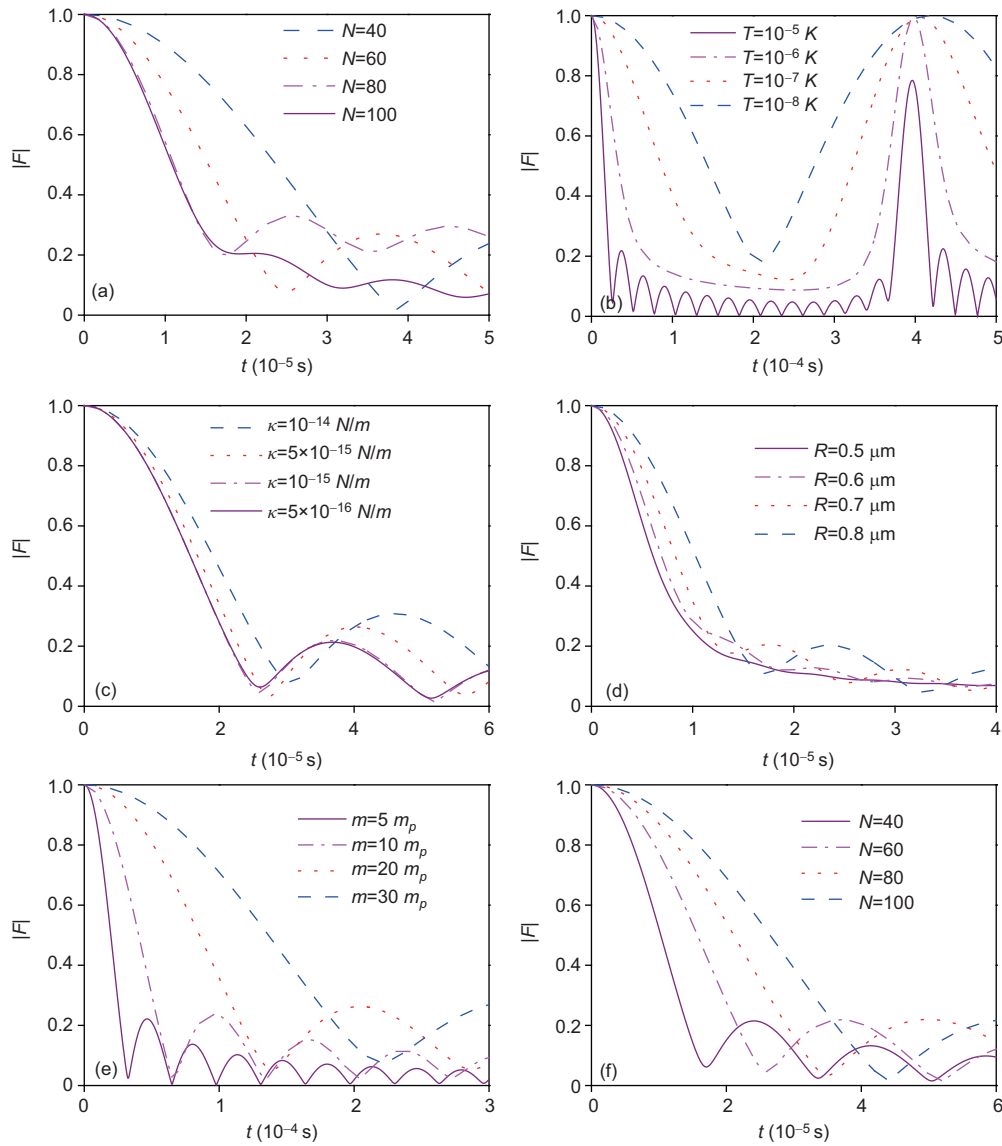 1.0
0.8
0.6
0.4
0.2
0
|F|
N=40
N=60
N=80
N=100
(a)
0 1 2 3 4 5
t (10⁻⁵ s)
1.0
0.8
0.6
0.4
0.2
0
|F|
T=10⁻⁵ K
T=10⁻⁶ K
T=10⁻⁷ K
T=10⁻⁸ K
(b)
0 1 2 3 4 5
t (10⁻⁴ s)
1.0
0.8
0.6
0.4
0.2
0
|F|
κ=10⁻¹⁴ N/m
κ=5×10⁻¹⁵ N/m
κ=10⁻¹⁵ N/m
κ=5×10⁻¹⁶ N/m
(c)
0 2 4 6
t (10⁻⁵ s)
1.0
0.8
0.6
0.4
0.2
0
|F|
R=0.5 μm
R=0.6 μm
R=0.7 μm
R=0.8 μm
(d)
0 1 2 3 4
t (10⁻⁵ s)
1.0
0.8
0.6
0.4
0.2
0
|F|
m=5 mₚ
m=10 mₚ
m=20 mₚ
m=30 mₚ
(e)
0 1 2 3
t (10⁻⁴ s)
1.0
0.8
0.6
0.4
0.2
0
|F|
N=40
N=60
N=80
N=100
(f)
0 2 4 6
t (10⁻⁵ s)